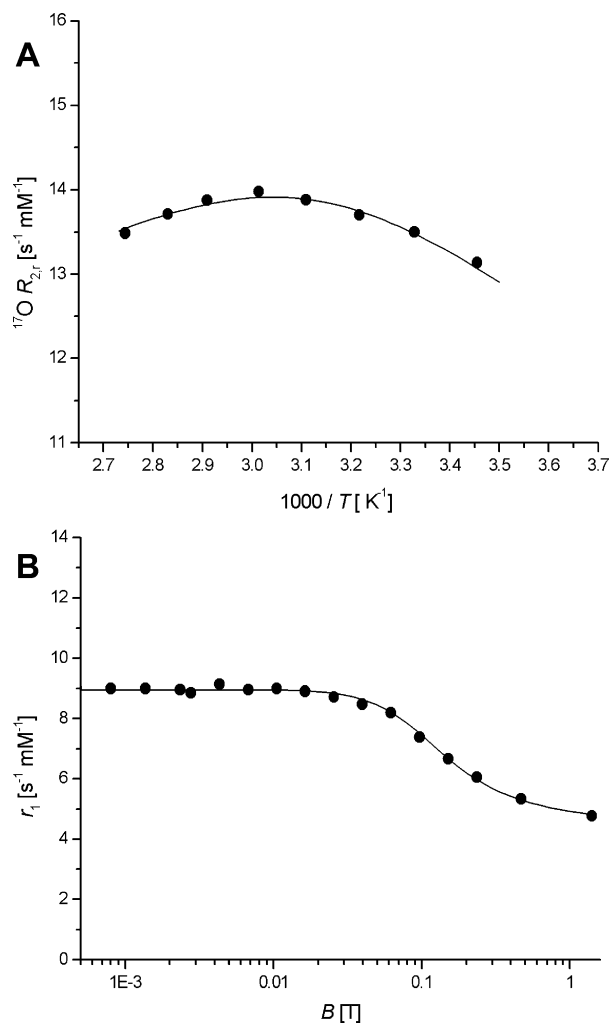 A
16
15
14
13
12
11
¹⁷O R₂,ᵣ [s⁻¹ mM⁻¹]
2.7 2.8 2.9 3.0 3.1 3.2 3.3 3.4 3.5 3.6 3.7
1000 / T [ K⁻¹]
B
14
12
10
8
6
4
2
0
r₁ [s⁻¹ mM⁻¹]
1E-3 0.01 0.1 1
B [T]